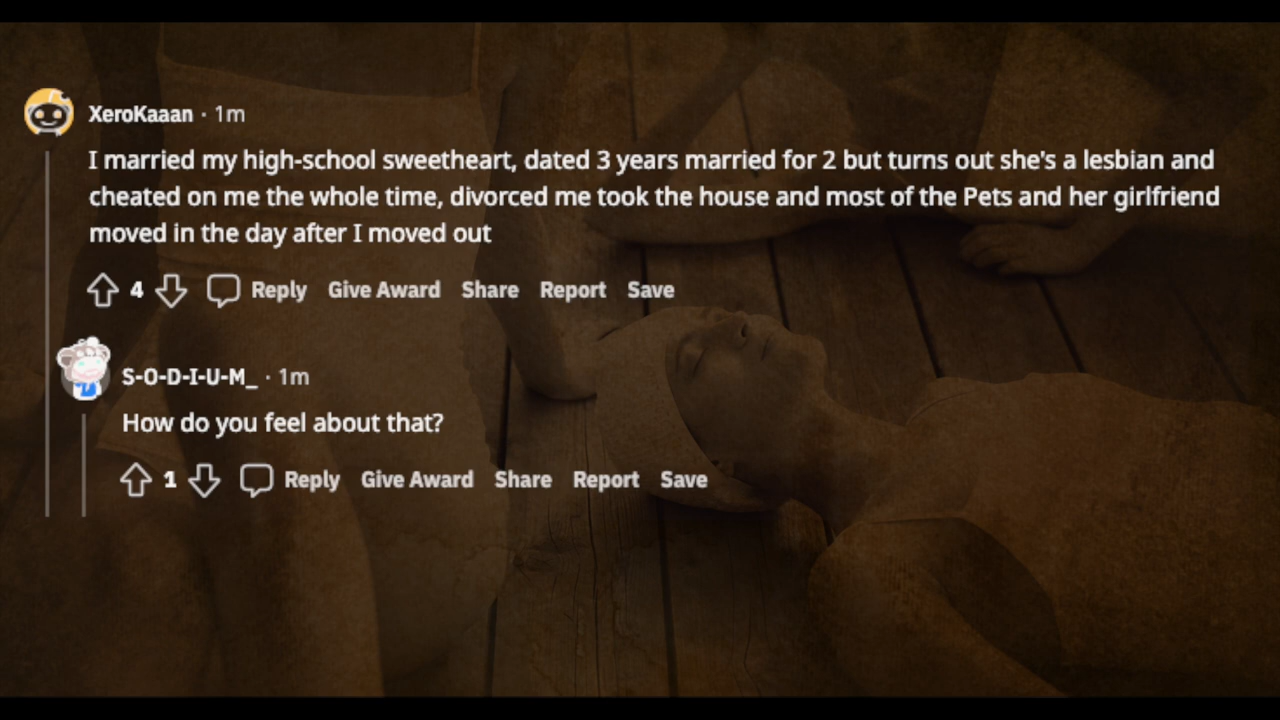 XeroKaaan · 1m
I married my high-school sweetheart, dated 3 years married for 2 but turns out she's a lesbian and
cheated on me the whole time, divorced me took the house and most of the Pets and her girlfriend
moved in the day after I moved out
4 Reply Give Award Share Report Save
S-O-D-I-U-M_ · 1m
How do you feel about that?
1 Reply Give Award Share Report Save